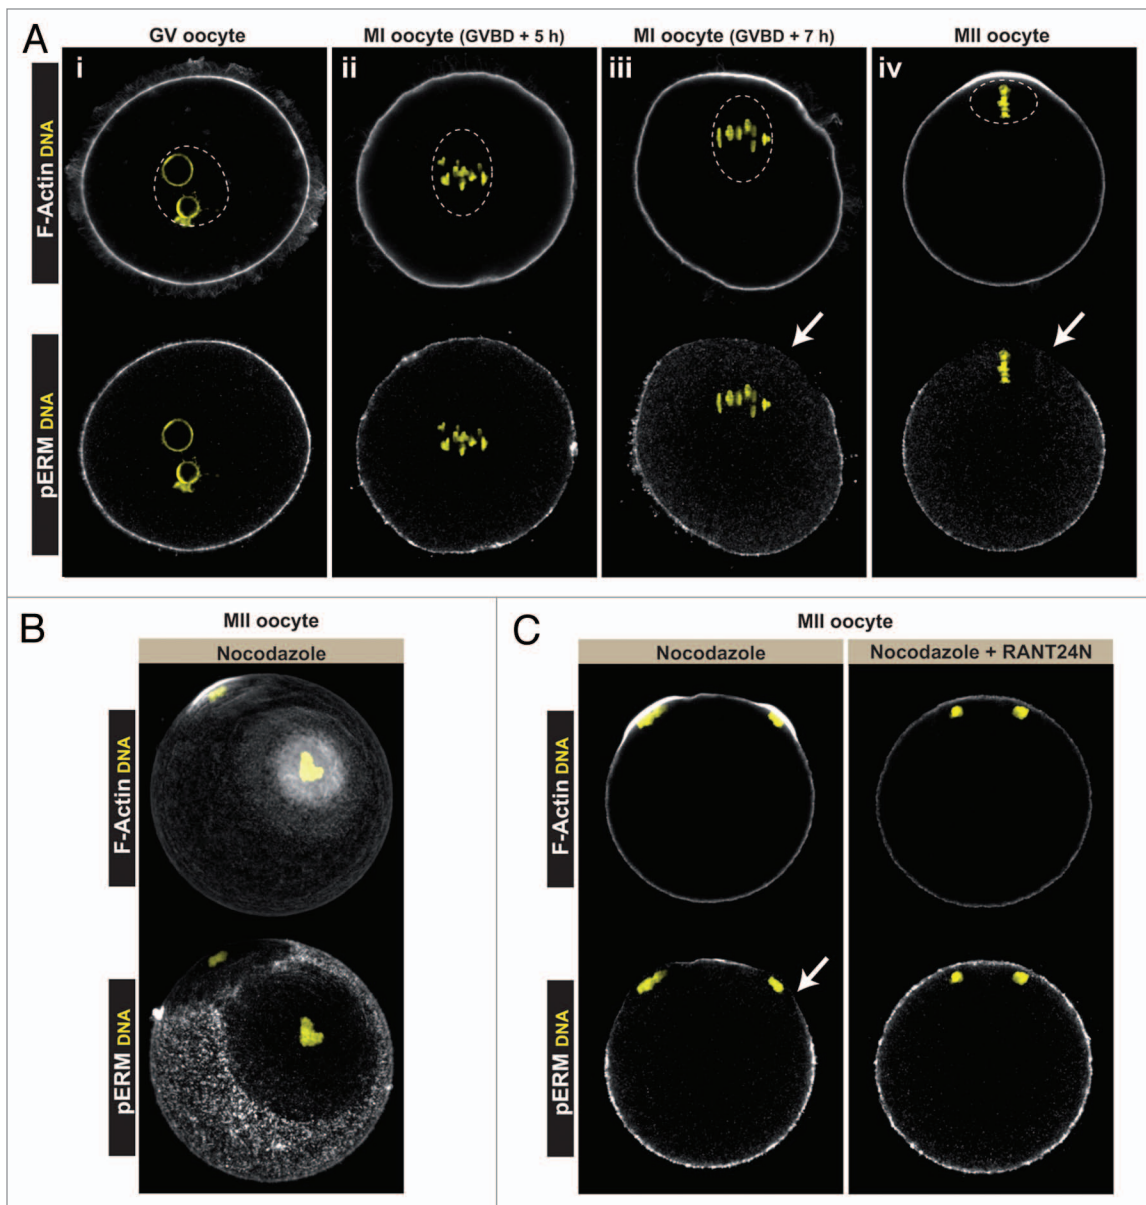 A
GV oocyte
MI oocyte (GVBD + 5 h)
MI oocyte (GVBD + 7 h)
MII oocyte
i
ii
iii
iv
F-Actin DNA
pERM DNA
B
MII oocyte
Nocodazole
F-Actin DNA
pERM DNA
C
MII oocyte
Nocodazole
Nocodazole + RANT24N
F-Actin DNA
pERM DNA